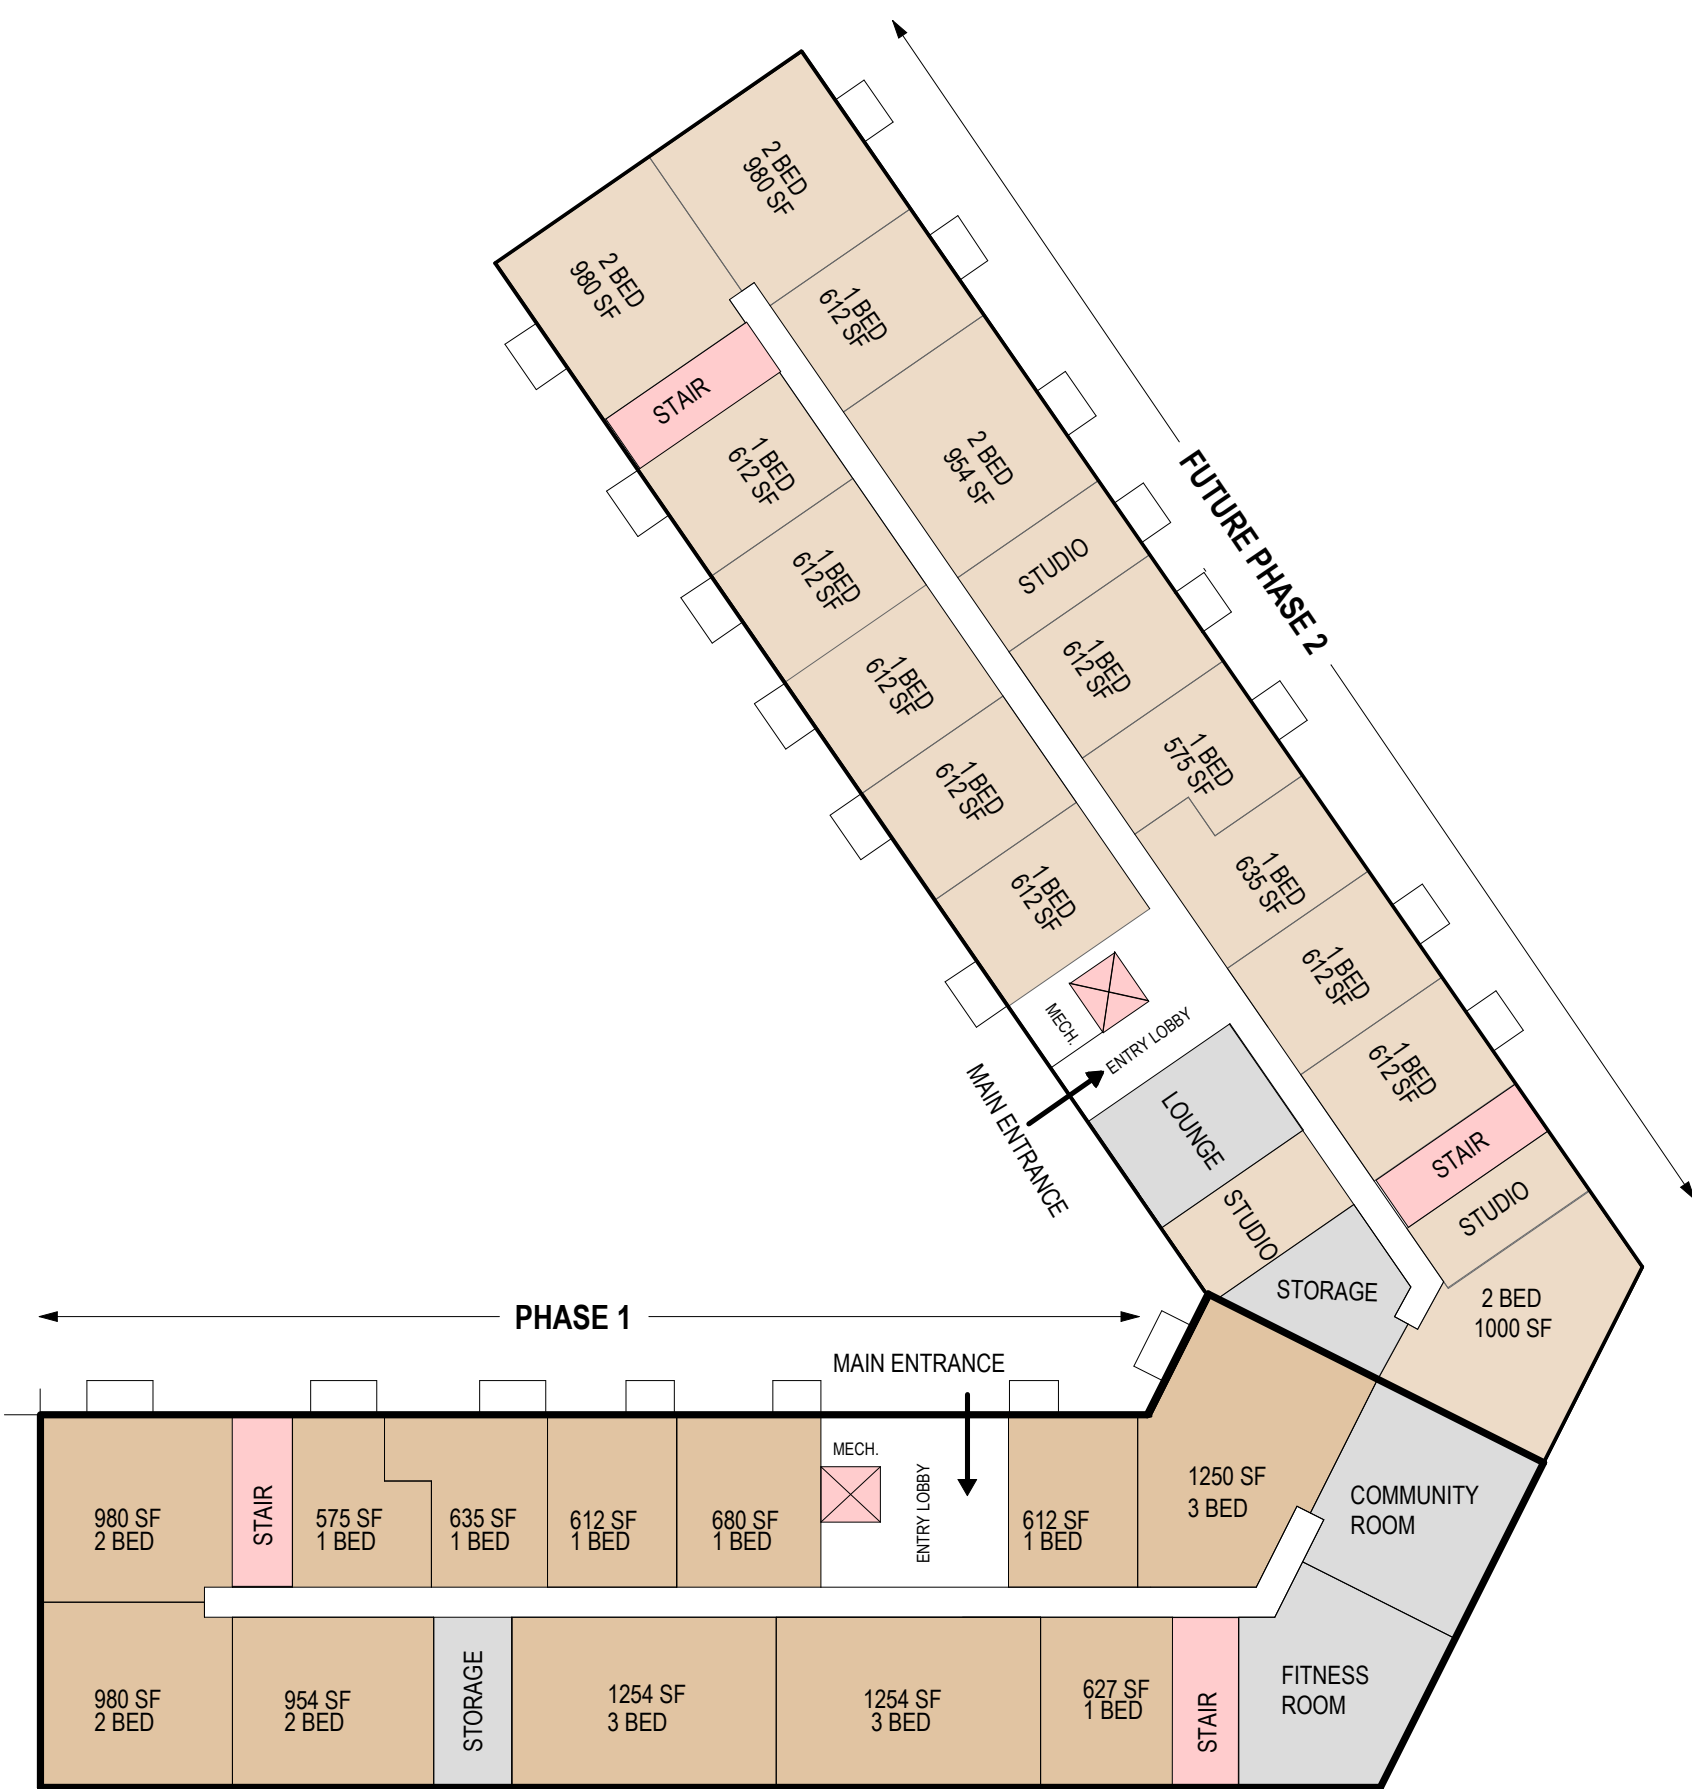 2 BED
980 SF
2 BED
980 SF
1 BED
612 SF
STAIR
2 BED
954 SF
1 BED
612 SF
FUTURE PHASE 2
STUDIO
1 BED
612 SF
1 BED
612 SF
1 BED
612 SF
1 BED
575 SF
1 BED
612 SF
1 BED
635 SF
1 BED
612 SF
1 BED
612 SF
MECH.
ENTRY LOBBY
MAIN ENTRANCE
1 BED
612 SF
LOUNGE
STAIR
STUDIO
STUDIO
STORAGE
2 BED
1000 SF
PHASE 1
MAIN ENTRANCE
980 SF
2 BED
STAIR
575 SF
1 BED
635 SF
1 BED
612 SF
1 BED
680 SF
1 BED
MECH.
ENTRY LOBBY
612 SF
1 BED
1250 SF
3 BED
COMMUNITY
ROOM
980 SF
2 BED
954 SF
2 BED
STORAGE
1254 SF
3 BED
1254 SF
3 BED
627 SF
1 BED
STAIR
FITNESS
ROOM